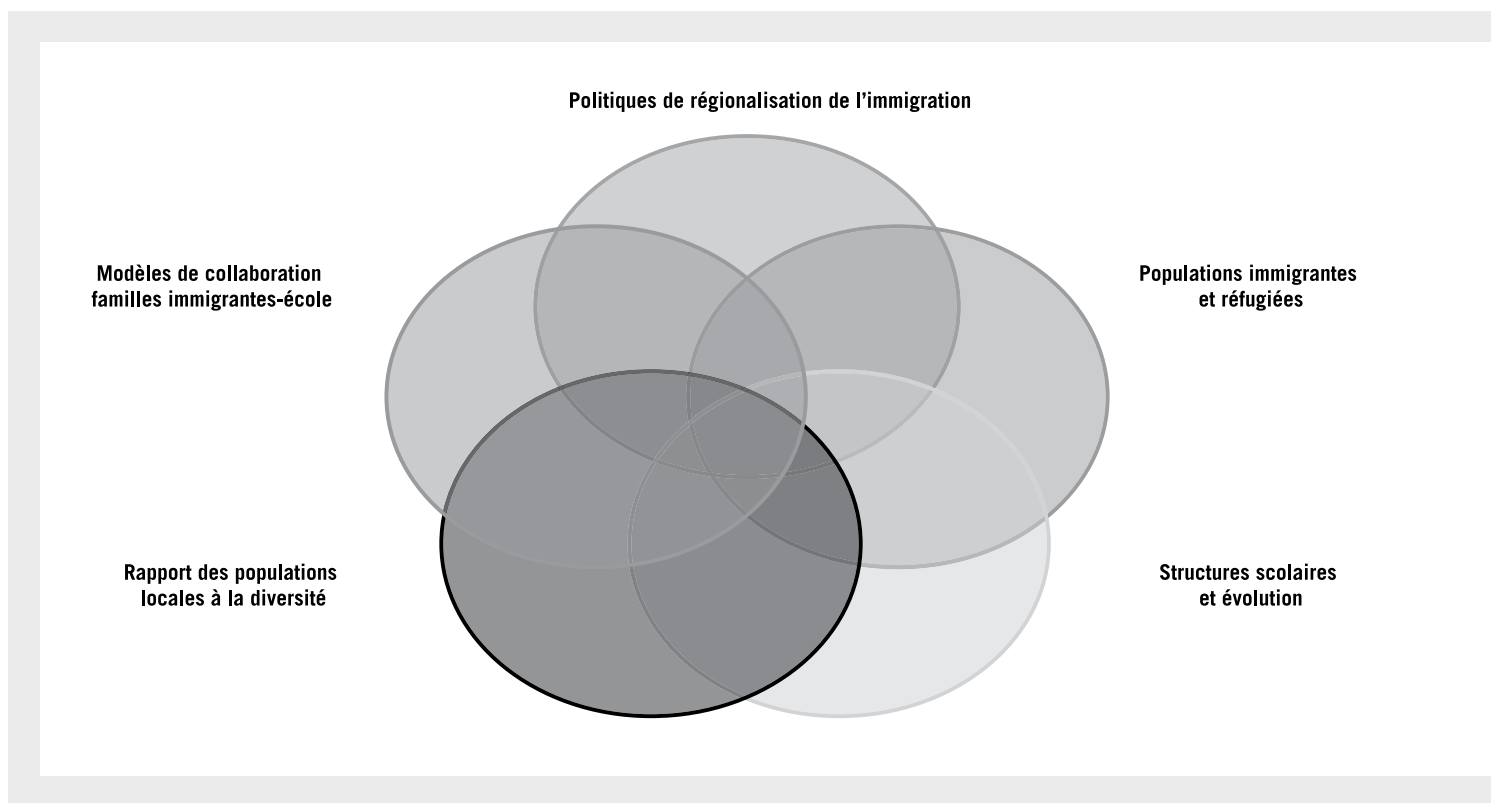 Politiques de régionalisation de l'immigration
Modèles de collaboration
familles immigrantes-école
Populations immigrantes
et réfugiées
Rapport des populations
locales à la diversité
Structures scolaires
et évolution